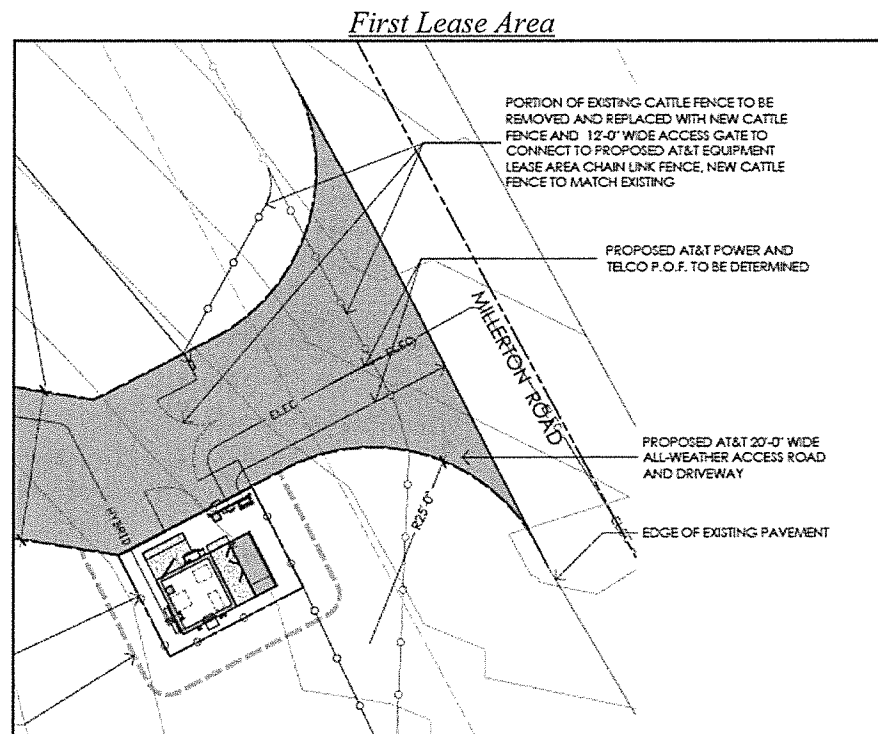 First Lease Area
PORTION OF EXISTING CATTLE FENCE TO BE
REMOVED AND REPLACED WITH NEW CATTLE
FENCE AND 12'-0" WIDE ACCESS GATE TO
CONNECT TO PROPOSED AT&T EQUIPMENT
LEASE AREA CHAIN LINK FENCE, NEW CATTLE
FENCE TO MATCH EXISTING
PROPOSED AT&T POWER AND
TELCO P.O.F. TO BE DETERMINED
MILLERTON ROAD
ELEC
ELEC
PROPOSED AT&T 20'-0" WIDE
ALL-WEATHER ACCESS ROAD
AND DRIVEWAY
R25'-0"
HYBRID
EDGE OF EXISTING PAVEMENT